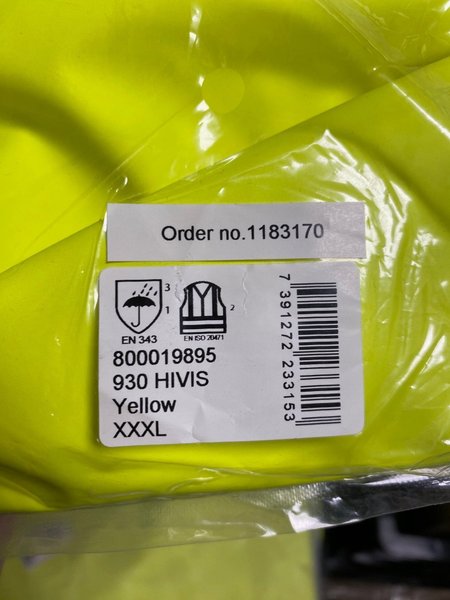 Order no.1183170
3
1
EN 343
2
EN ISO 20471
800019895
930 HIVIS
Yellow
XXXL
7 391272 233153